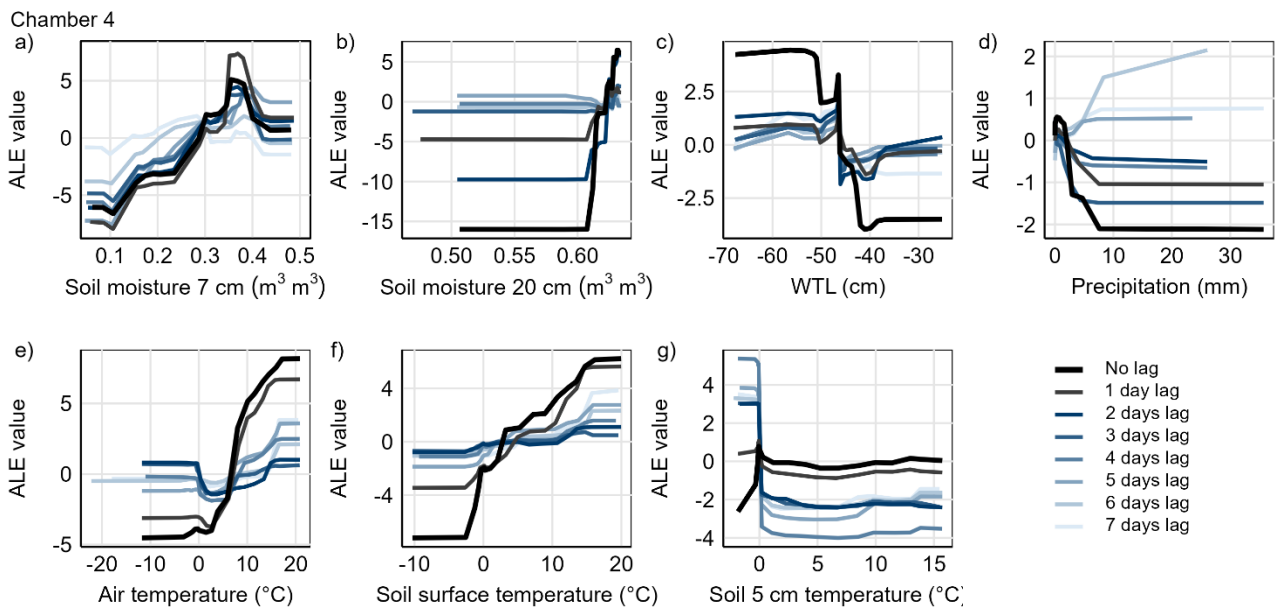 Chamber 4
a) b) c) d)
ALE value
5
0
-5
0.1 0.2 0.3 0.4 0.5
Soil moisture 7 cm (m³ m³)
ALE value
5
0
-5
-10
-15
0.50 0.55 0.60
Soil moisture 20 cm (m³ m³)
ALE value
2.5
0.0
-2.5
-70 -60 -50 -40 -30
WTL (cm)
ALE value
2
1
0
-1
-2
0 10 20 30
Precipitation (mm)
e) f) g)
ALE value
5
0
-5
-20 -10 0 10 20
Air temperature (°C)
ALE value
4
0
-4
-10 0 10 20
Soil surface temperature (°C)
ALE value
4
2
0
-2
-4
0 5 10 15
Soil 5 cm temperature (°C)
No lag
1 day lag
2 days lag
3 days lag
4 days lag
5 days lag
6 days lag
7 days lag